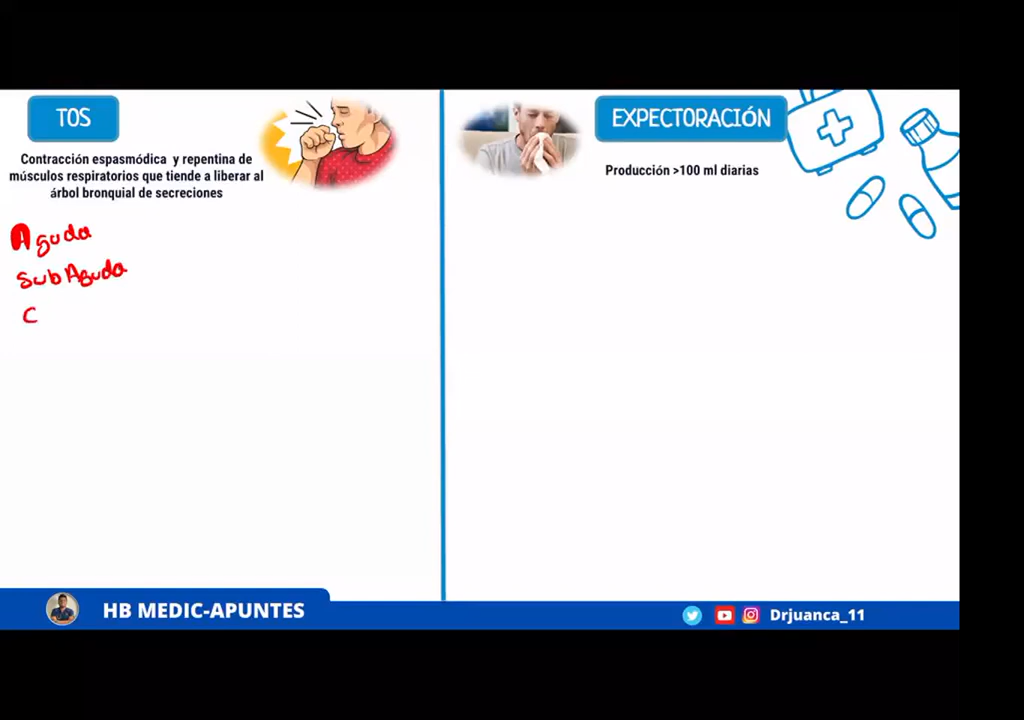 TOS
Contracción espasmódica y repentina de
músculos respiratorios que tiende a liberar al
árbol bronquial de secreciones
Aguda
SubAguda
C
EXPECTORACIÓN
Producción >100 ml diarias
HB MEDIC-APUNTES
Drjuanca_11